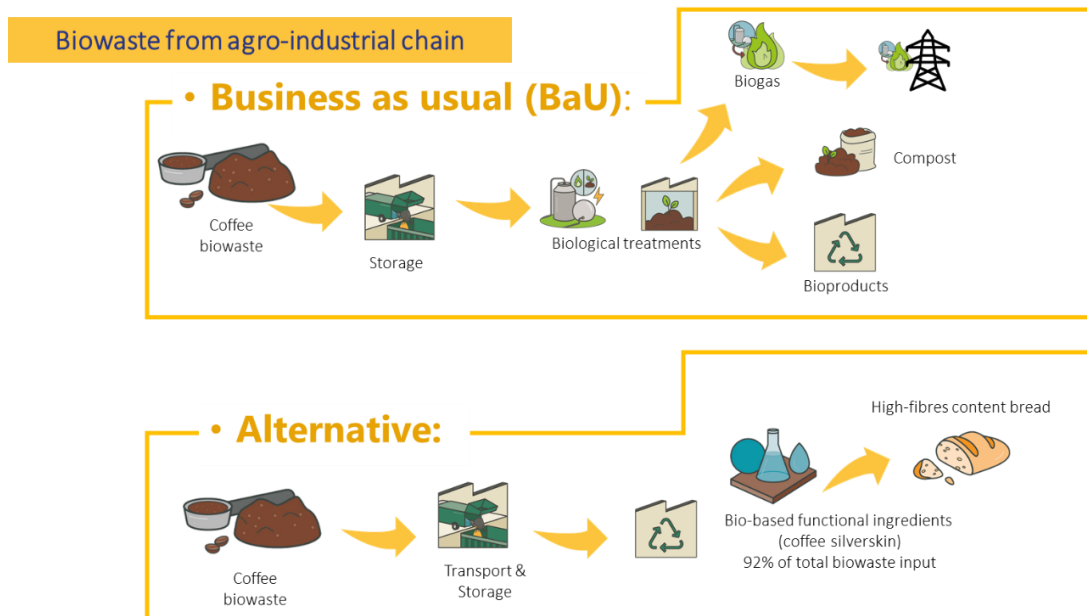 Biowaste from agro-industrial chain
• Business as usual (BaU):
Coffee
biowaste
Storage
Biological treatments
Biogas
Compost
Bioproducts
• Alternative:
Coffee
biowaste
Transport &
Storage
Bio-based functional ingredients
(coffee silverskin)
92% of total biowaste input
High-fibres content bread